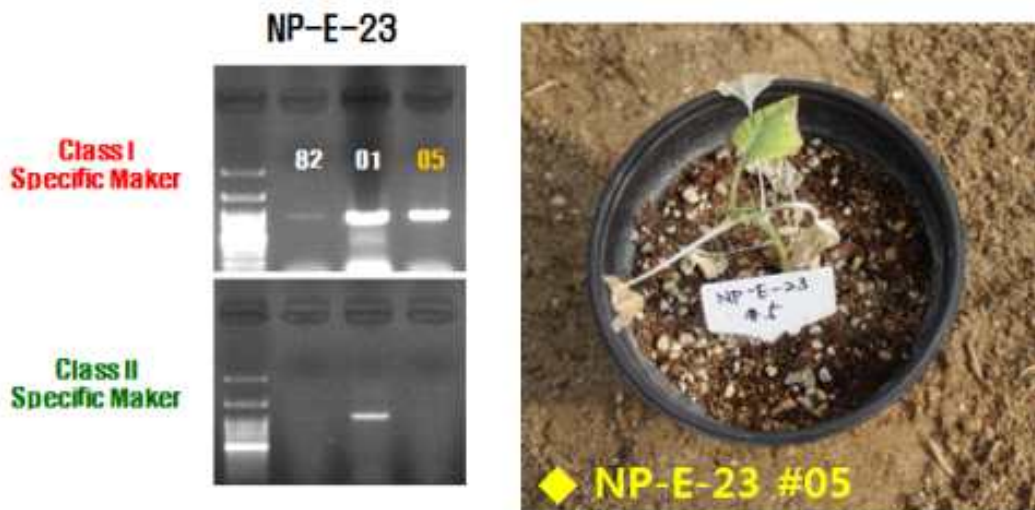 NP-E-23
Class I
Specific Maker
82 01 05
Class II
Specific Maker
NP-E-23
#5
◆ NP-E-23 #05